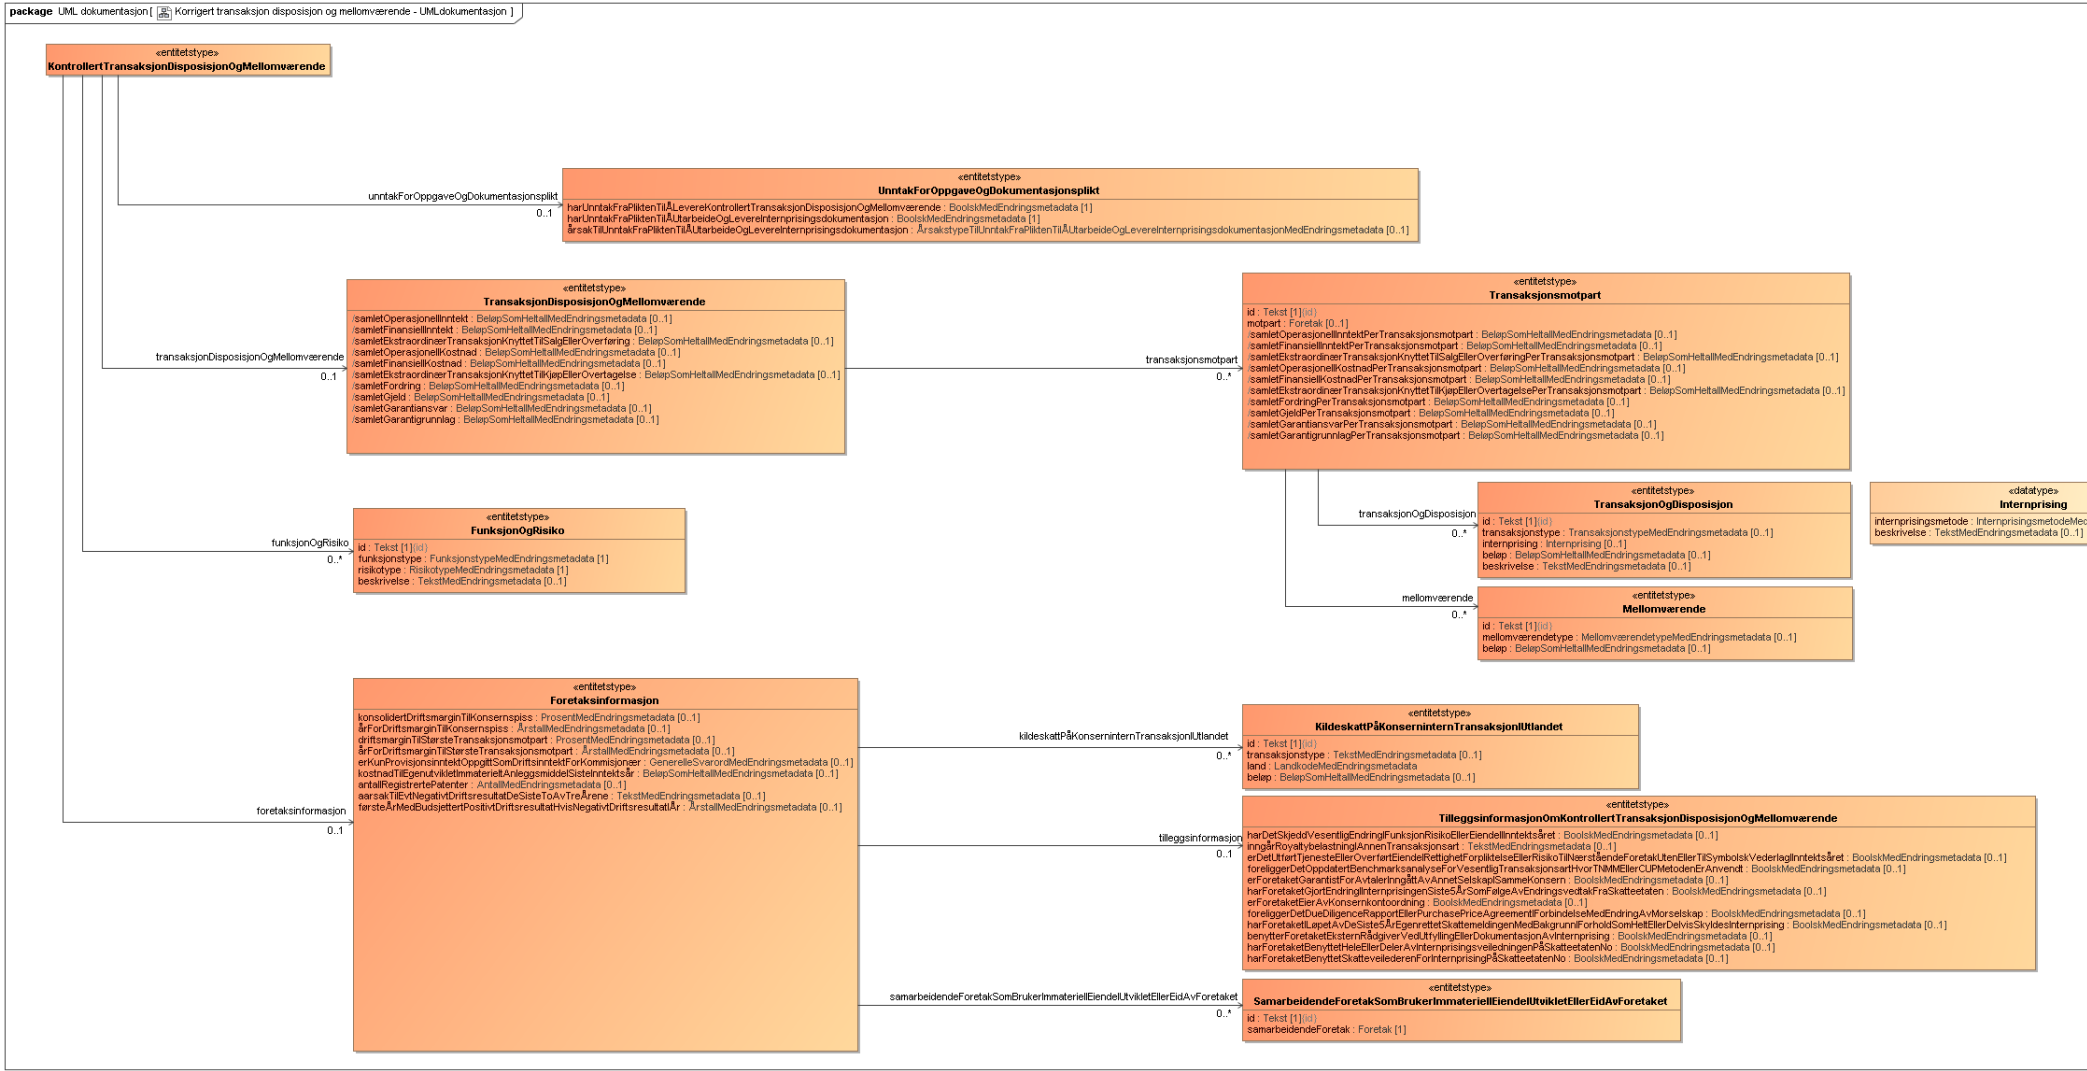 package UML dokumentasjon [ Korrigert transaksjon disposisjon og mellomværende - UMLdokumentasjon ]
«entitetstype»
KontrollertTransaksjonDisposisjonOgMellomværende
unntakForOppgaveOgDokumentasjonsplikt
0..1
«entitetstype»
UnntakForOppgaveOgDokumentasjonsplikt
harUnntakFraPliktenTilÅLevereKontrollertTransaksjonDisposisjonOgMellomværende : BoolskMedEndringsmetadata [1]
harUnntakFraPliktenTilÅUtarbeideOgLevereInternprisingsdokumentasjon : BoolskMedEndringsmetadata [1]
årsakTilUnntakFraPliktenTilÅUtarbeideOgLevereInternprisingsdokumentasjon : ÅrsakstypeTilUnntakFraPliktenTilÅUtarbeideOgLevereInternprisingsdokumentasjonMedEndringsmetadata [0..1]
transaksjonDisposisjonOgMellomværende
0..1
«entitetstype»
TransaksjonDisposisjonOgMellomværende
/samletOperasjonellInntekt : BeløpSomHeltallMedEndringsmetadata [0..1]
/samletFinansiellInntekt : BeløpSomHeltallMedEndringsmetadata [0..1]
/samletEkstraordinærTransaksjonKnyttetTilSalgEllerOverføring : BeløpSomHeltallMedEndringsmetadata [0..1]
/samletOperasjonellKostnad : BeløpSomHeltallMedEndringsmetadata [0..1]
/samletFinansiellKostnad : BeløpSomHeltallMedEndringsmetadata [0..1]
/samletEkstraordinærTransaksjonKnyttetTilKjøpEllerOvertagelse : BeløpSomHeltallMedEndringsmetadata [0..1]
/samletFordring : BeløpSomHeltallMedEndringsmetadata [0..1]
/samletGjeld : BeløpSomHeltallMedEndringsmetadata [0..1]
/samletGarantiansvar : BeløpSomHeltallMedEndringsmetadata [0..1]
/samletGarantigrunnlag : BeløpSomHeltallMedEndringsmetadata [0..1]
transaksjonsmotpart
0..*
«entitetstype»
Transaksjonsmotpart
id : Tekst [1]{id}
motpart : Foretak [0..1]
/samletOperasjonellInntektPerTransaksjonsmotpart : BeløpSomHeltallMedEndringsmetadata [0..1]
/samletFinansiellInntektPerTransaksjonsmotpart : BeløpSomHeltallMedEndringsmetadata [0..1]
/samletEkstraordinærTransaksjonKnyttetTilSalgEllerOverføringPerTransaksjonsmotpart : BeløpSomHeltallMedEndringsmetadata [0..1]
/samletOperasjonellKostnadPerTransaksjonsmotpart : BeløpSomHeltallMedEndringsmetadata [0..1]
/samletFinansiellKostnadPerTransaksjonsmotpart : BeløpSomHeltallMedEndringsmetadata [0..1]
/samletEkstraordinærTransaksjonKnyttetTilKjøpEllerOvertagelsePerTransaksjonsmotpart : BeløpSomHeltallMedEndringsmetadata [0..1]
/samletFordringPerTransaksjonsmotpart : BeløpSomHeltallMedEndringsmetadata [0..1]
/samletGjeldPerTransaksjonsmotpart : BeløpSomHeltallMedEndringsmetadata [0..1]
/samletGarantiansvarPerTransaksjonsmotpart : BeløpSomHeltallMedEndringsmetadata [0..1]
/samletGarantigrunnlagPerTransaksjonsmotpart : BeløpSomHeltallMedEndringsmetadata [0..1]
transaksjonOgDisposisjon
0..*
«entitetstype»
TransaksjonOgDisposisjon
id : Tekst [1]{id}
transaksjonstype : TransaksjonstypeMedEndringsmetadata [0..1]
internprising : Internprising [0..1]
beløp : BeløpSomHeltallMedEndringsmetadata [0..1]
beskrivelse : TekstMedEndringsmetadata [0..1]
«datatype»
Internprising
internprisingsmetode : InternprisingsmetodeMed
beskrivelse : TekstMedEndringsmetadata [0..1]
mellomværende
0..*
«entitetstype»
Mellomværende
id : Tekst [1]{id}
mellomværendetype : MellomværendetypeMedEndringsmetadata [0..1]
beløp : BeløpSomHeltallMedEndringsmetadata [0..1]
funksjonOgRisiko
0..*
«entitetstype»
FunksjonOgRisiko
id : Tekst [1]{id}
funksjonstype : FunksjonstypeMedEndringsmetadata [1]
risikotype : RisikotypeMedEndringsmetadata [1]
beskrivelse : TekstMedEndringsmetadata [0..1]
foretaksinformasjon
0..1
«entitetstype»
Foretaksinformasjon
konsolidertDriftsmarginTilKonsernspiss : ProsentMedEndringsmetadata [0..1]
årForDriftsmarginTilKonsernspiss : ÅrstallMedEndringsmetadata [0..1]
driftsmarginTilStørsteTransaksjonsmotpart : ProsentMedEndringsmetadata [0..1]
årForDriftsmarginTilStørsteTransaksjonsmotpart : ÅrstallMedEndringsmetadata [0..1]
erKunProvisjonsinntektOppgittSomDriftsinntektForKommisjonær : GenerelleSvarordMedEndringsmetadata [0..1]
kostnadTilEgenutvikletImmaterieltAnleggsmiddelSisteInntektsår : BeløpSomHeltallMedEndringsmetadata [0..1]
antallRegistrertePatenter : AntallMedEndringsmetadata [0..1]
aarsakTilEvtNegativtDriftsresultatDeSisteToAvTreÅrene : TekstMedEndringsmetadata [0..1]
førsteÅrMedBudsjettertPositivtDriftsresultatHvisNegativtDriftsresultatIÅr : ÅrstallMedEndringsmetadata [0..1]
kildeskattPåKonserninternTransaksjonIUtlandet
0..*
«entitetstype»
KildeskattPåKonserninternTransaksjonIUtlandet
id : Tekst [1]{id}
transaksjonstype : TekstMedEndringsmetadata [0..1]
land : LandkodeMedEndringsmetadata
beløp : BeløpSomHeltallMedEndringsmetadata [0..1]
tilleggsinformasjon
0..1
«entitetstype»
TilleggsinformasjonOmKontrollertTransaksjonDisposisjonOgMellomværende
harDetSkjeddVesentligEndringIFunksjonRisikoEllerEiendelIInntektsåret : BoolskMedEndringsmetadata [0..1]
inngårRoyaltybelastningIAnnenTransaksjonsart : TekstMedEndringsmetadata [0..1]
erDetUtførtTjenesteEllerOverførtEiendelRettighetForpliktelseEllerRisikoTilNærståendeForetakUtenEllerTilSymbolskVederlagIInntektsåret : BoolskMedEndringsmetadata [0..1]
foreliggerDetOppdatertBenchmarksanalyseForVesentligTransaksjonsartHvorTNMMEllerCUPMetodenErAnvendt : BoolskMedEndringsmetadata [0..1]
erForetaketGarantistForAvtalerInngåttAvAnnetSelskapISammeKonsern : BoolskMedEndringsmetadata [0..1]
harForetaketGjortEndringIInternprisingenSiste5ÅrSomFølgeAvEndringsvedtakFraSkatteetaten : BoolskMedEndringsmetadata [0..1]
erForetaketEierAvKonsernkontoordning : BoolskMedEndringsmetadata [0..1]
foreliggerDetDueDiligenceRapportEllerPurchasePriceAgreementIForbindelseMedEndringAvMorselskap : BoolskMedEndringsmetadata [0..1]
harForetaketILøpetAvDeSiste5ÅrEgenrettetSkattemeldingenMedBakgrunnIForholdSomHeltEllerDelvisSkyldesInternprising : BoolskMedEndringsmetadata [0..1]
benytterForetaketEksternRådgiverVedUtfyllingEllerDokumentasjonAvInternprising : BoolskMedEndringsmetadata [0..1]
harForetaketBenyttetHeleEllerDelerAvInternprisingsveiledningenPåSkatteetatenNo : BoolskMedEndringsmetadata [0..1]
harForetaketBenyttetSkatteveilederenForInternprisingPåSkatteetatenNo : BoolskMedEndringsmetadata [0..1]
samarbeidendeForetakSomBrukerImmateriellEiendelUtvikletEllerEidAvForetaket
0..*
«entitetstype»
SamarbeidendeForetakSomBrukerImmateriellEiendelUtvikletEllerEidAvForetaket
id : Tekst [1]{id}
samarbeidendeForetak : Foretak [1]